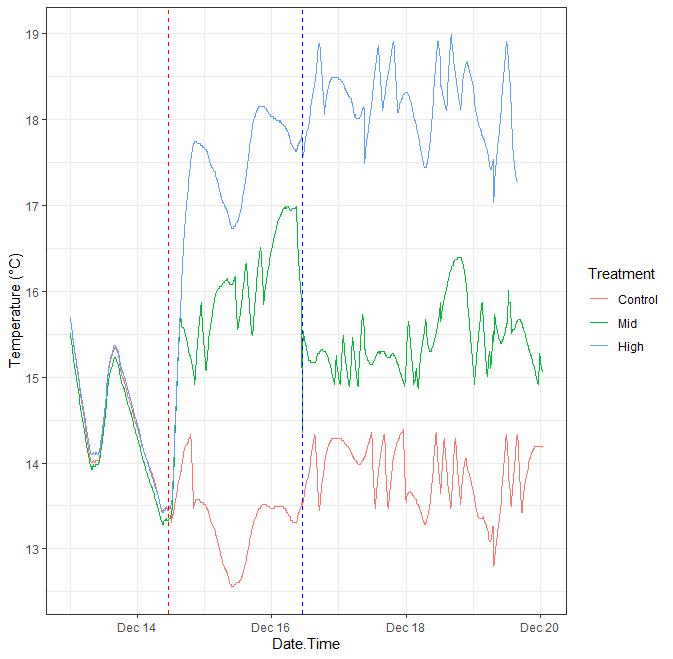 Temperature (°C)
19
18
17
16
15
14
13
Dec 14
Dec 16
Dec 18
Dec 20
Date.Time
Treatment
Control
Mid
High